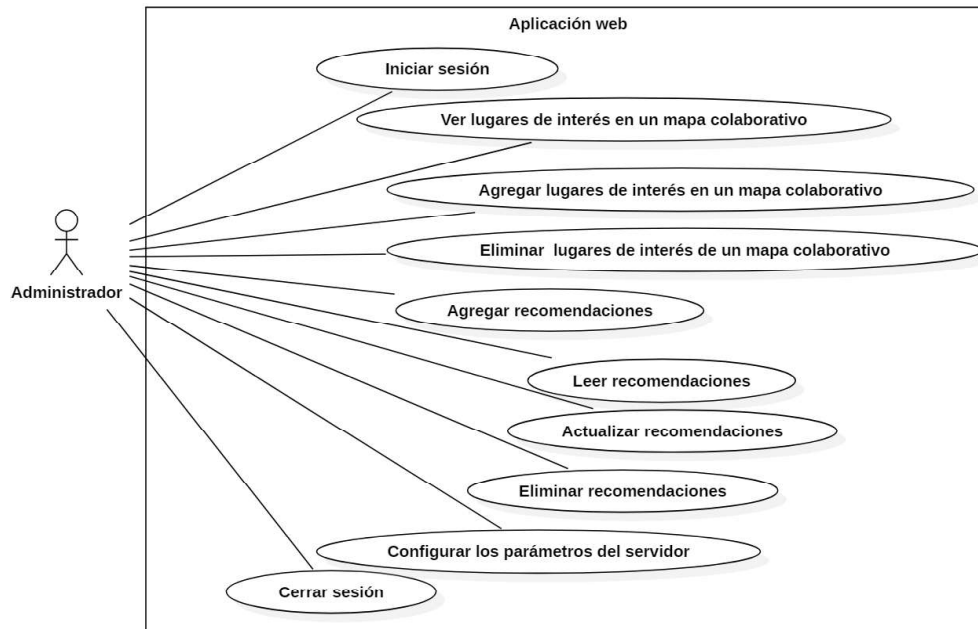 Aplicación web
Iniciar sesión
Ver lugares de interés en un mapa colaborativo
Agregar lugares de interés en un mapa colaborativo
Eliminar  lugares de interés de un mapa colaborativo
Administrador
Agregar recomendaciones
Leer recomendaciones
Actualizar recomendaciones
Eliminar recomendaciones
Configurar los parámetros del servidor
Cerrar sesión